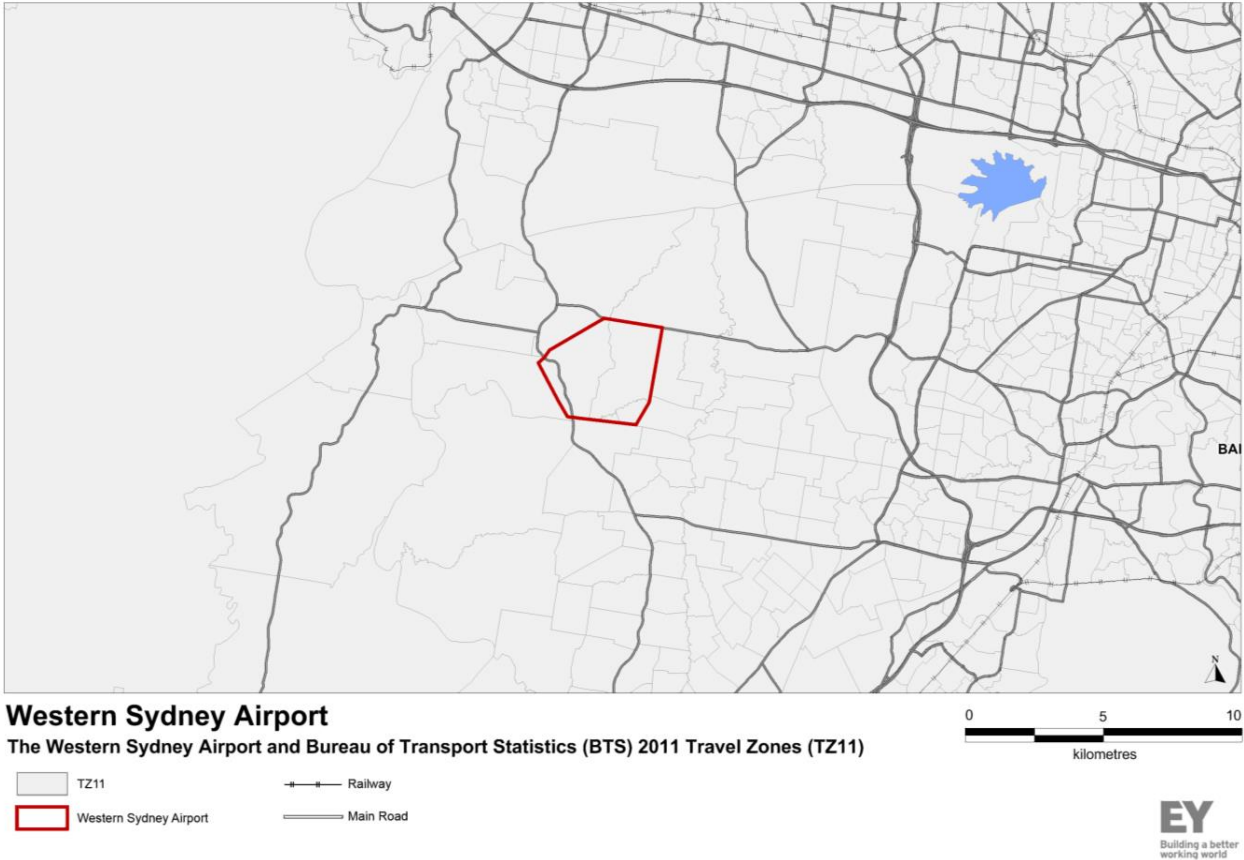 BAI
N
Western Sydney Airport
The Western Sydney Airport and Bureau of Transport Statistics (BTS) 2011 Travel Zones (TZ11)
0 5 10
kilometres
TZ11
Railway
Western Sydney Airport
Main Road
EY
Building a better
working world